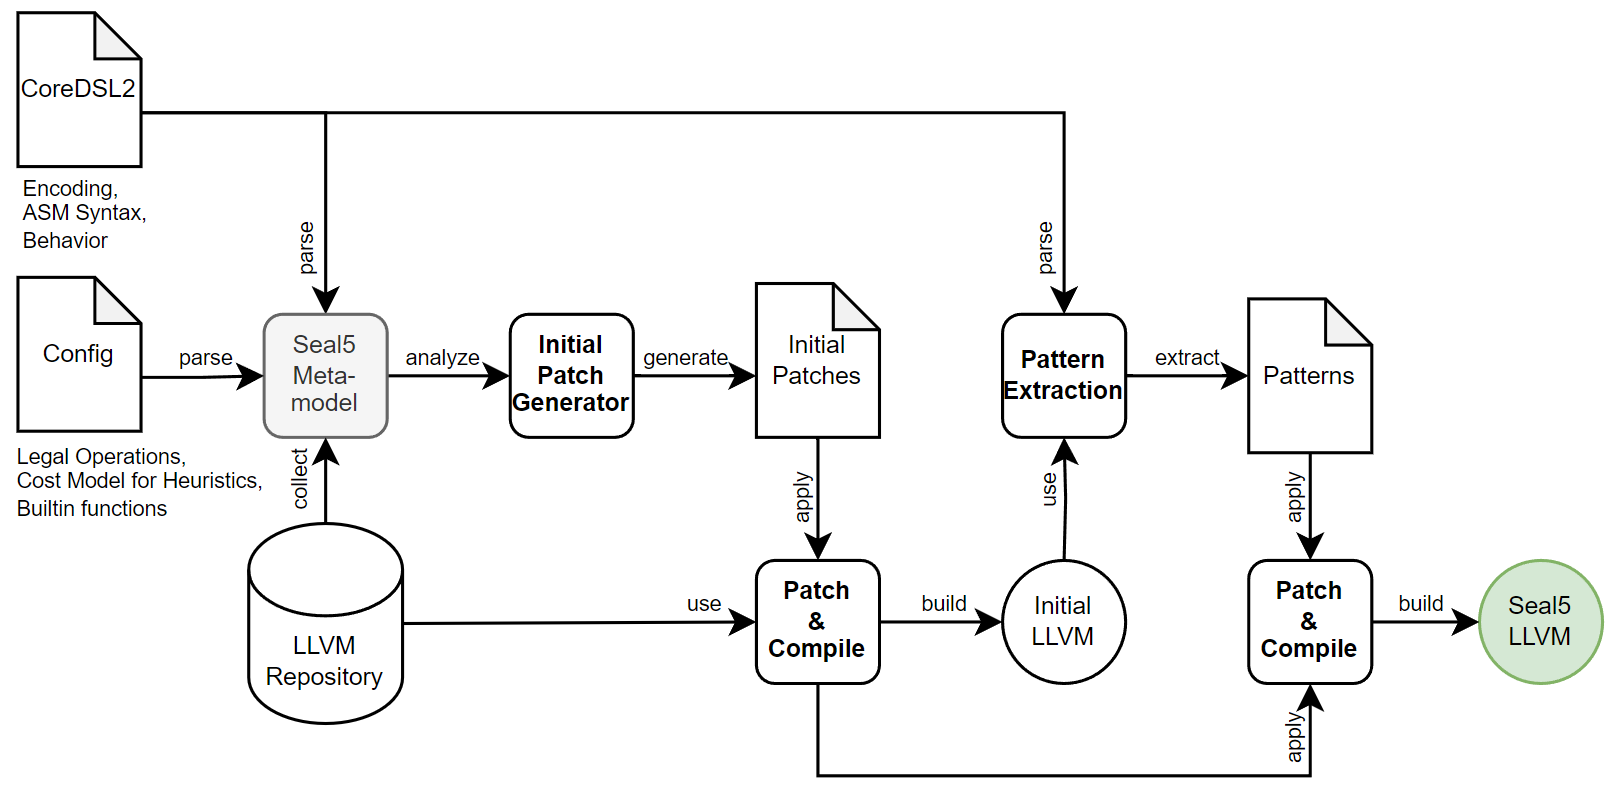 CoreDSL2
Encoding,
ASM Syntax,
Behavior
parse
parse
Config
parse
Legal Operations,
Cost Model for Heuristics,
Builtin functions
Seal5
Meta-
model
analyze
Initial
Patch
Generator
generate
Initial
Patches
Pattern
Extraction
extract
Patterns
collect
apply
use
apply
LLVM
Repository
use
Patch
&
Compile
build
Initial
LLVM
Patch
&
Compile
build
Seal5
LLVM
apply